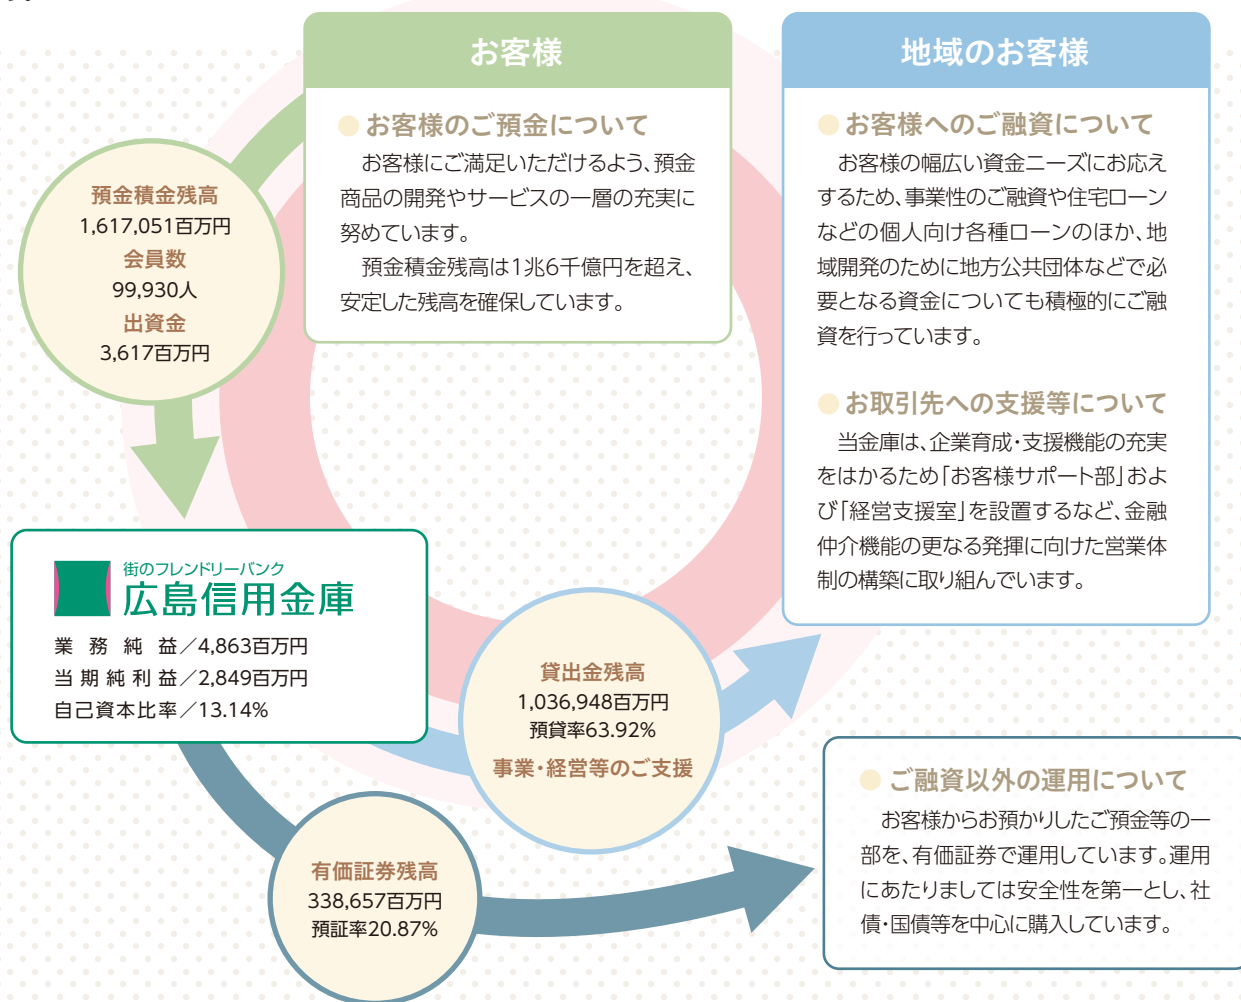 お客様
●お客様のご預金について
お客様にご満足いただけるよう、預金
商品の開発やサービスの一層の充実に
努めています。
預金積金残高は1兆6千億円を超え、
安定した残高を確保しています。
預金積金残高
1,617,051百万円
会員数
99,930人
出資金
3,617百万円
地域のお客様
●お客様へのご融資について
お客様の幅広い資金ニーズにお応え
するため、事業性のご融資や住宅ローン
などの個人向け各種ローンのほか、地
域開発のために地方公共団体などで必
要となる資金についても積極的にご融
資を行っています。
●お取引先への支援等について
当金庫は、企業育成・支援機能の充実
をはかるため「お客様サポート部」およ
び「経営支援室」を設置するなど、金融
仲介機能の更なる発揮に向けた営業体
制の構築に取り組んでいます。
街のフレンドリーバンク
広島信用金庫
業務純益／4,863百万円
当期純利益／2,849百万円
自己資本比率／13.14%
貸出金残高
1,036,948百万円
預貸率63.92%
事業・経営等のご支援
有価証券残高
338,657百万円
預証率20.87%
●ご融資以外の運用について
お客様からお預かりしたご預金等の一
部を、有価証券で運用しています。運用
にあたりましては安全性を第一とし、社
債・国債等を中心に購入しています。